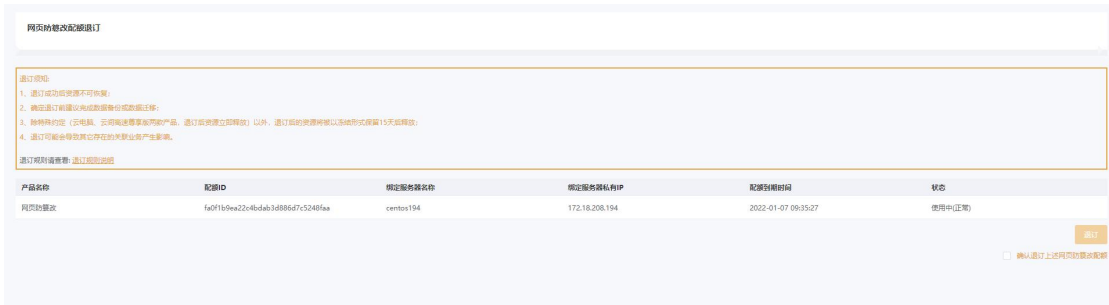 网页防篡改配额退订
退订须知:
1、退订成功后资源不可恢复;
2、确定退订前建议完成数据备份或数据迁移;
3、除特殊约定（云电脑、云间高速尊享版两款产品，退订后资源立即释放）以外，退订后的资源将被以冻结形式保留15天后释放;
4、退订可能会导致其它存在的关联业务产生影响。
退订规则请查看: 退订规则说明
产品名称 配额ID 绑定服务器名称 绑定服务器私有IP 配额到期时间 状态
网页防篡改 fa0f1b9ea22c4bdab3d886d7c5248faa centos194 172.18.208.194 2022-01-07 09:35:27 使用中(正常)
退订
确认退订上述网页防篡改配额